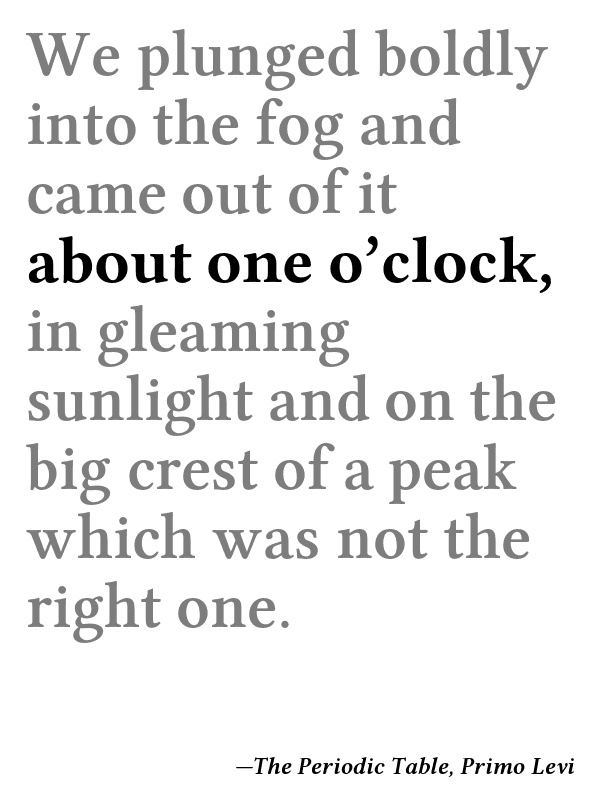 We plunged boldly
into the fog and
came out of it
about one o’clock,
in gleaming
sunlight and on the
big crest of a peak
which was not the
right one.
—The Periodic Table, Primo Levi